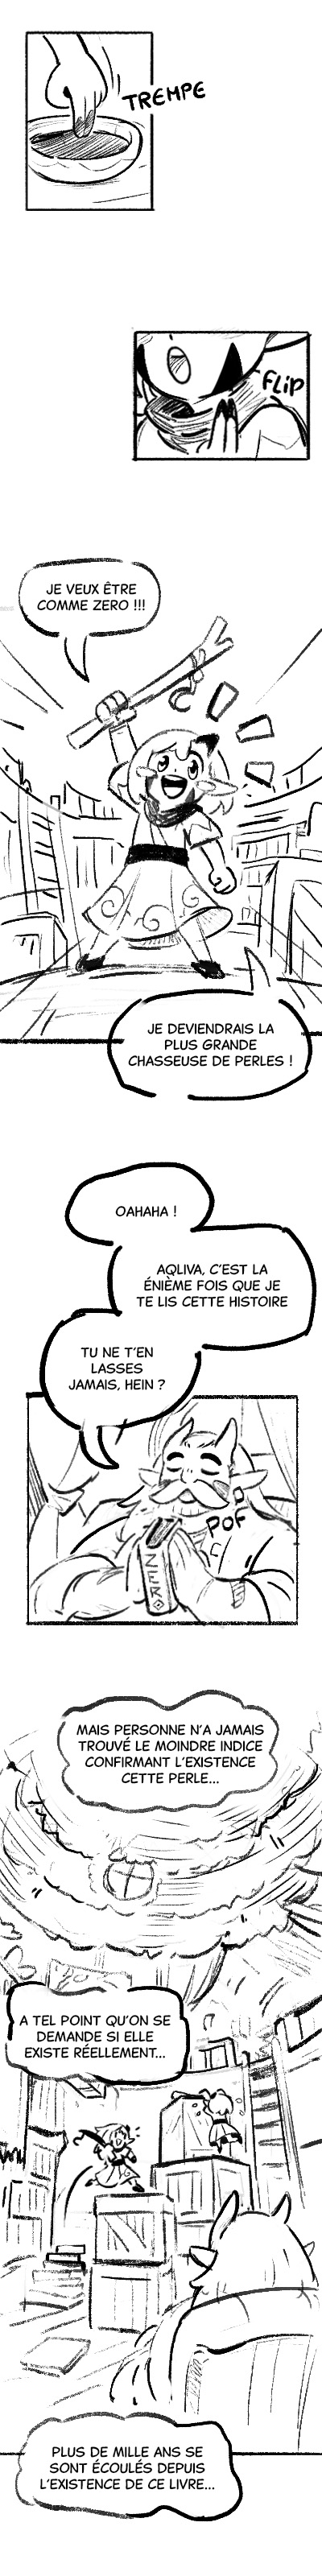 TREMPE
FLIP
JE VEUX ÊTRE
COMME ZERO !!!
JE DEVIENDRAIS LA
PLUS GRANDE
CHASSEUSE DE PERLES !
OAHAHA !
AQLIVA, C'EST LA
ÉNIÈME FOIS QUE JE
TE LIS CETTE HISTOIRE
TU NE T'EN
LASSES
JAMAIS, HEIN ?
POF
ZERO
MAIS PERSONNE N'A JAMAIS
TROUVÉ LE MOINDRE INDICE
CONFIRMANT L'EXISTENCE
CETTE PERLE...
A TEL POINT QU'ON SE
DEMANDE SI ELLE
EXISTE RÉELLEMENT...
PLUS DE MILLE ANS SE
SONT ÉCOULÉS DEPUIS
L'EXISTENCE DE CE LIVRE...